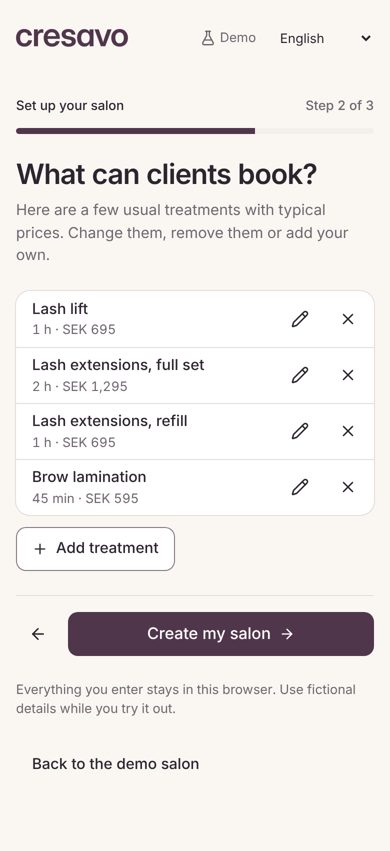 cresavo
Demo
English
Set up your salon
Step 2 of 3
What can clients book?
Here are a few usual treatments with typical
prices. Change them, remove them or add your
own.
Lash lift
1 h · SEK 695
Lash extensions, full set
2 h · SEK 1,295
Lash extensions, refill
1 h · SEK 695
Brow lamination
45 min · SEK 595
Add treatment
Create my salon
Everything you enter stays in this browser. Use fictional
details while you try it out.
Back to the demo salon